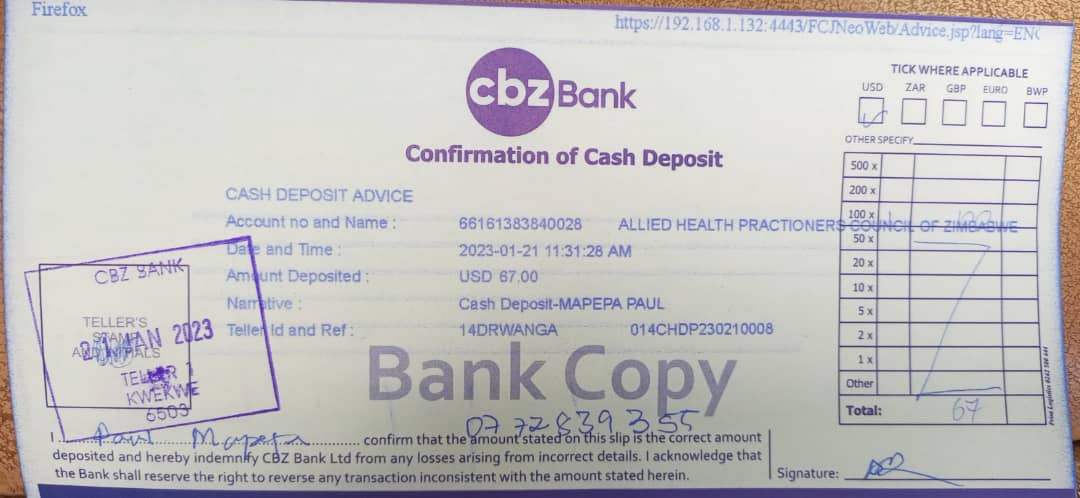 Firefox
https://192.168.1.132:4443/FCJNeoWeb/Advice.jsp?lang=ENG
cbz Bank
Confirmation of Cash Deposit
TICK WHERE APPLICABLE
USD ZAR GBP EURO BWP
OTHER SPECIFY
500 x
200 x
100 x
50 x
20 x
10 x
5 x
2 x
1 x
Other
Total: 67
CASH DEPOSIT ADVICE
Account no and Name : 66161383840028 ALLIED HEALTH PRACTIONERS COUNCIL OF ZIMBABWE
Date and Time : 2023-01-21 11:31:28 AM
Amount Deposited : USD 67.00
Narrative : Cash Deposit-MAPEPA PAUL
Teller Id and Ref : 14DRWANGA 014CHDP230210008
CBZ BANK
TELLER'S
STAMP
AND INITIALS
21 JAN 2023
TELLER
KWEKWE
6503
Bank Copy
0772839355
I Paul Mapepa confirm that the amount stated on this slip is the correct amount
deposited and hereby indemnify CBZ Bank Ltd from any losses arising from incorrect details. I acknowledge that
the Bank shall reserve the right to reverse any transaction inconsistent with the amount stated herein.
Signature: